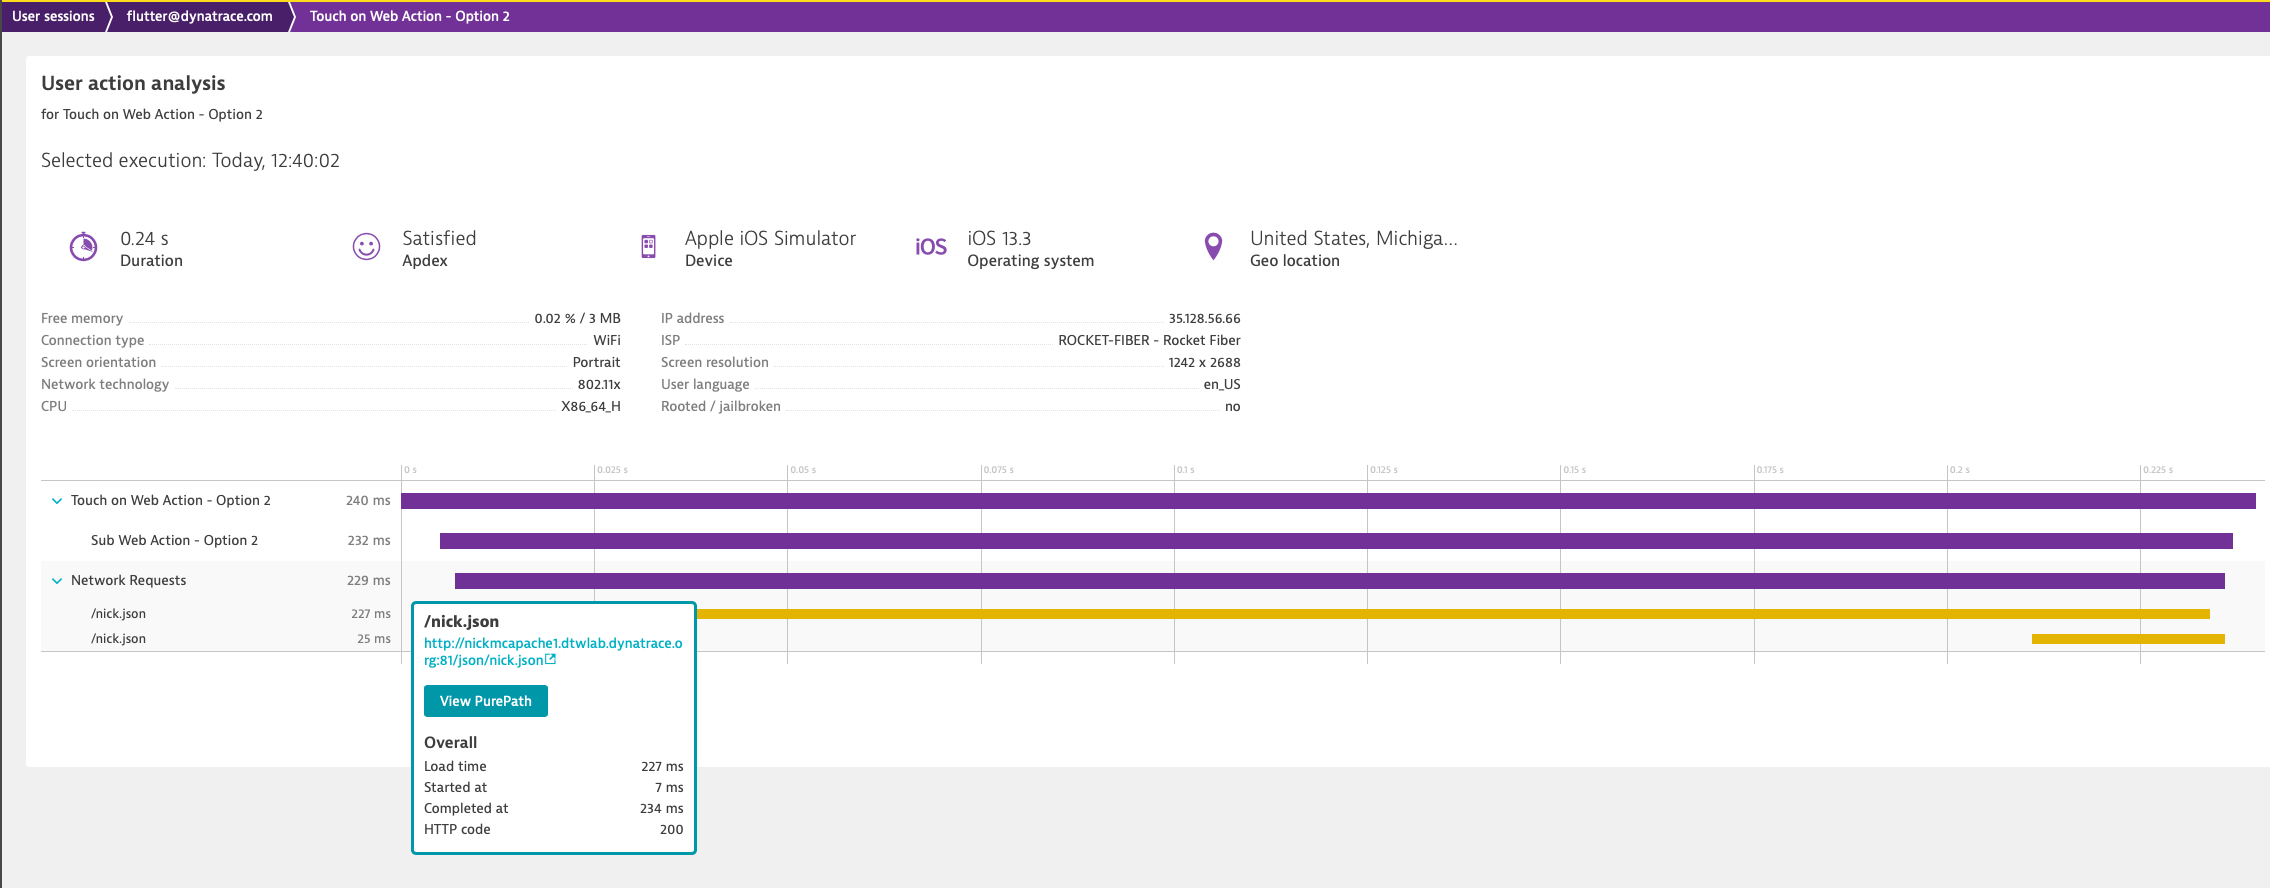 User sessions flutter@dynatrace.com Touch on Web Action - Option 2
User action analysis
for Touch on Web Action - Option 2
Selected execution: Today, 12:40:02
0.24 s
Duration
Satisfied
Apdex
Apple iOS Simulator
Device
iOS
iOS 13.3
Operating system
United States, Michiga...
Geo location
Free memory 0.02 % / 3 MB
Connection type WiFi
Screen orientation Portrait
Network technology 802.11x
CPU X86_64_H
IP address 35.128.56.66
ISP ROCKET-FIBER - Rocket Fiber
Screen resolution 1242 x 2688
User language en_US
Rooted / jailbroken no
0 s 0.025 s 0.05 s 0.075 s 0.1 s 0.125 s 0.15 s 0.175 s 0.2 s 0.225 s
Touch on Web Action - Option 2 240 ms
Sub Web Action - Option 2 232 ms
Network Requests 229 ms
/nick.json 227 ms
/nick.json 25 ms
/nick.json
http://nickmcapache1.dtwlab.dynatrace.o
rg:81/json/nick.json
View PurePath
Overall
Load time 227 ms
Started at 7 ms
Completed at 234 ms
HTTP code 200